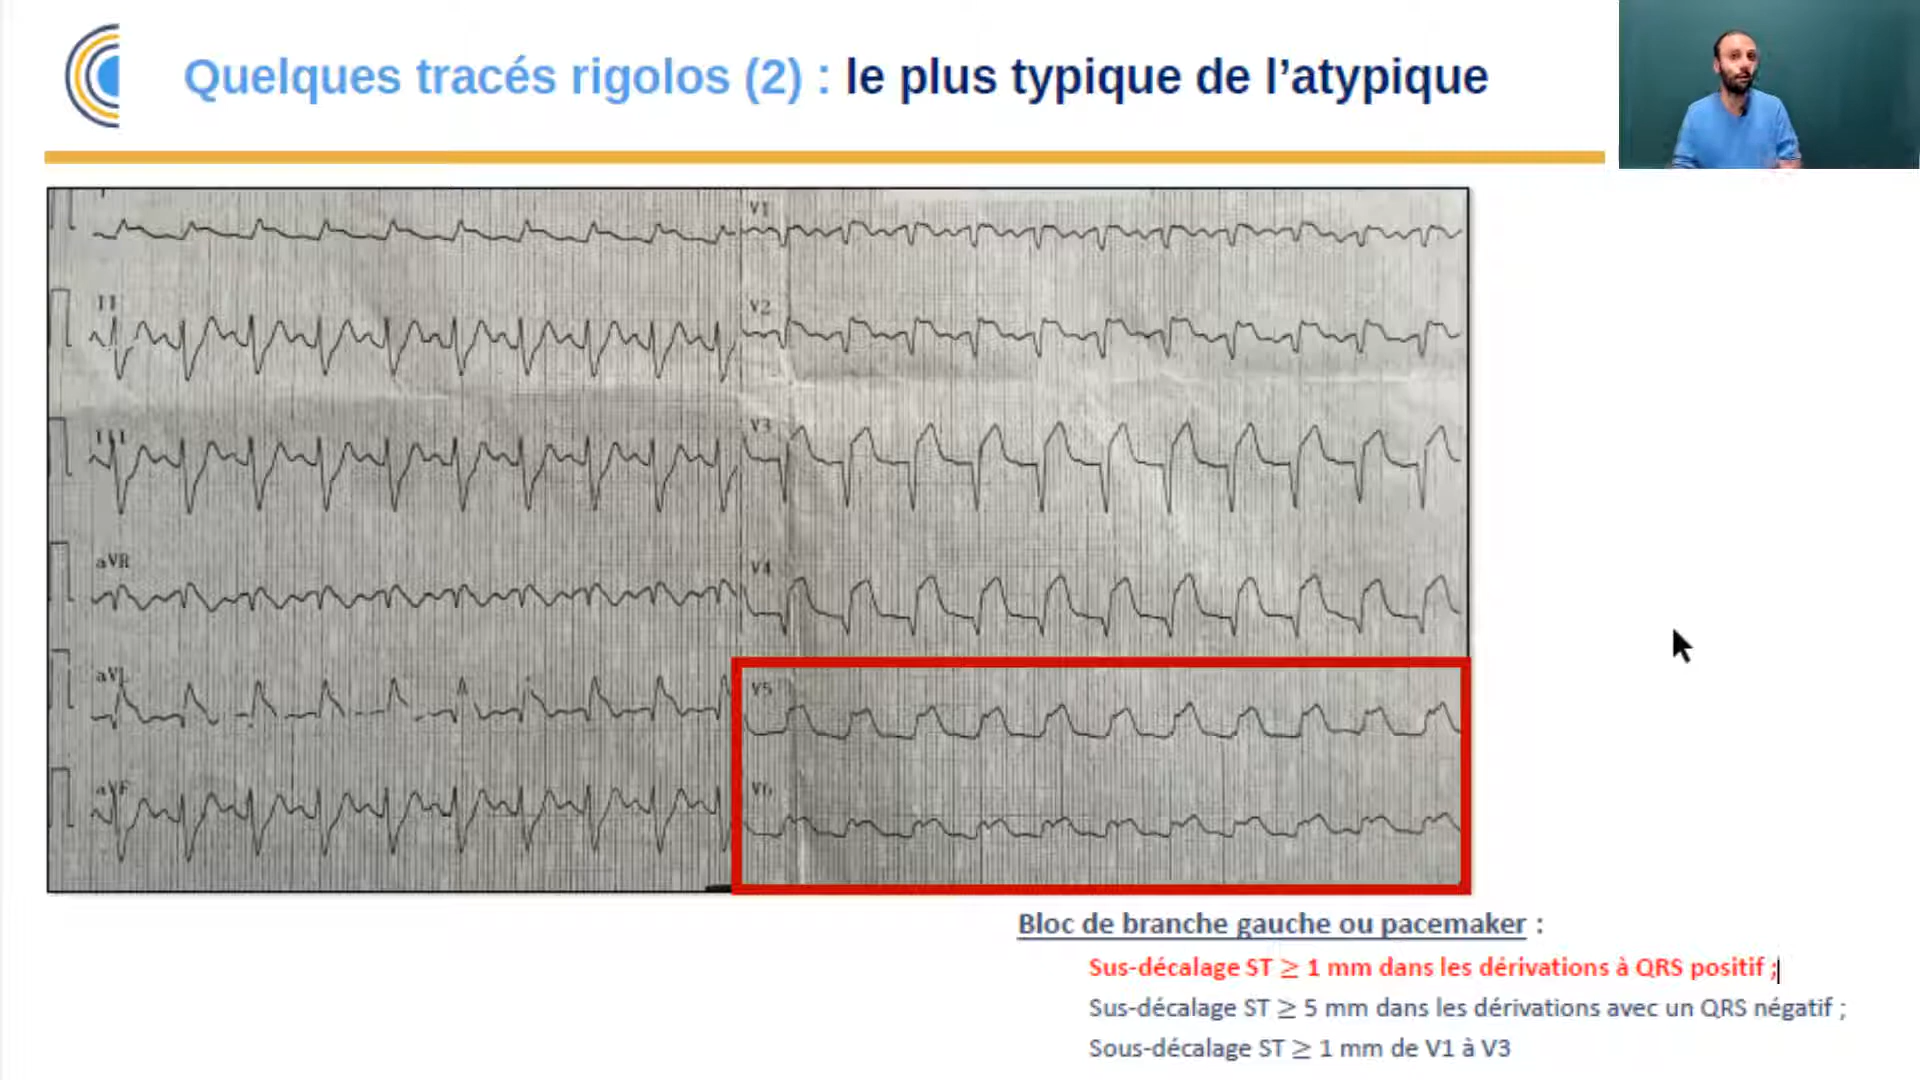 Quelques tracés rigolos (2) : le plus typique de l’atypique
V1
II
V2
III
V3
aVR
V4
aVL
V5
aVF
V6
Bloc de branche gauche ou pacemaker :
Sus-décalage ST ≥ 1 mm dans les dérivations à QRS positif ;
Sus-décalage ST ≥ 5 mm dans les dérivations avec un QRS négatif ;
Sous-décalage ST ≥ 1 mm de V1 à V3